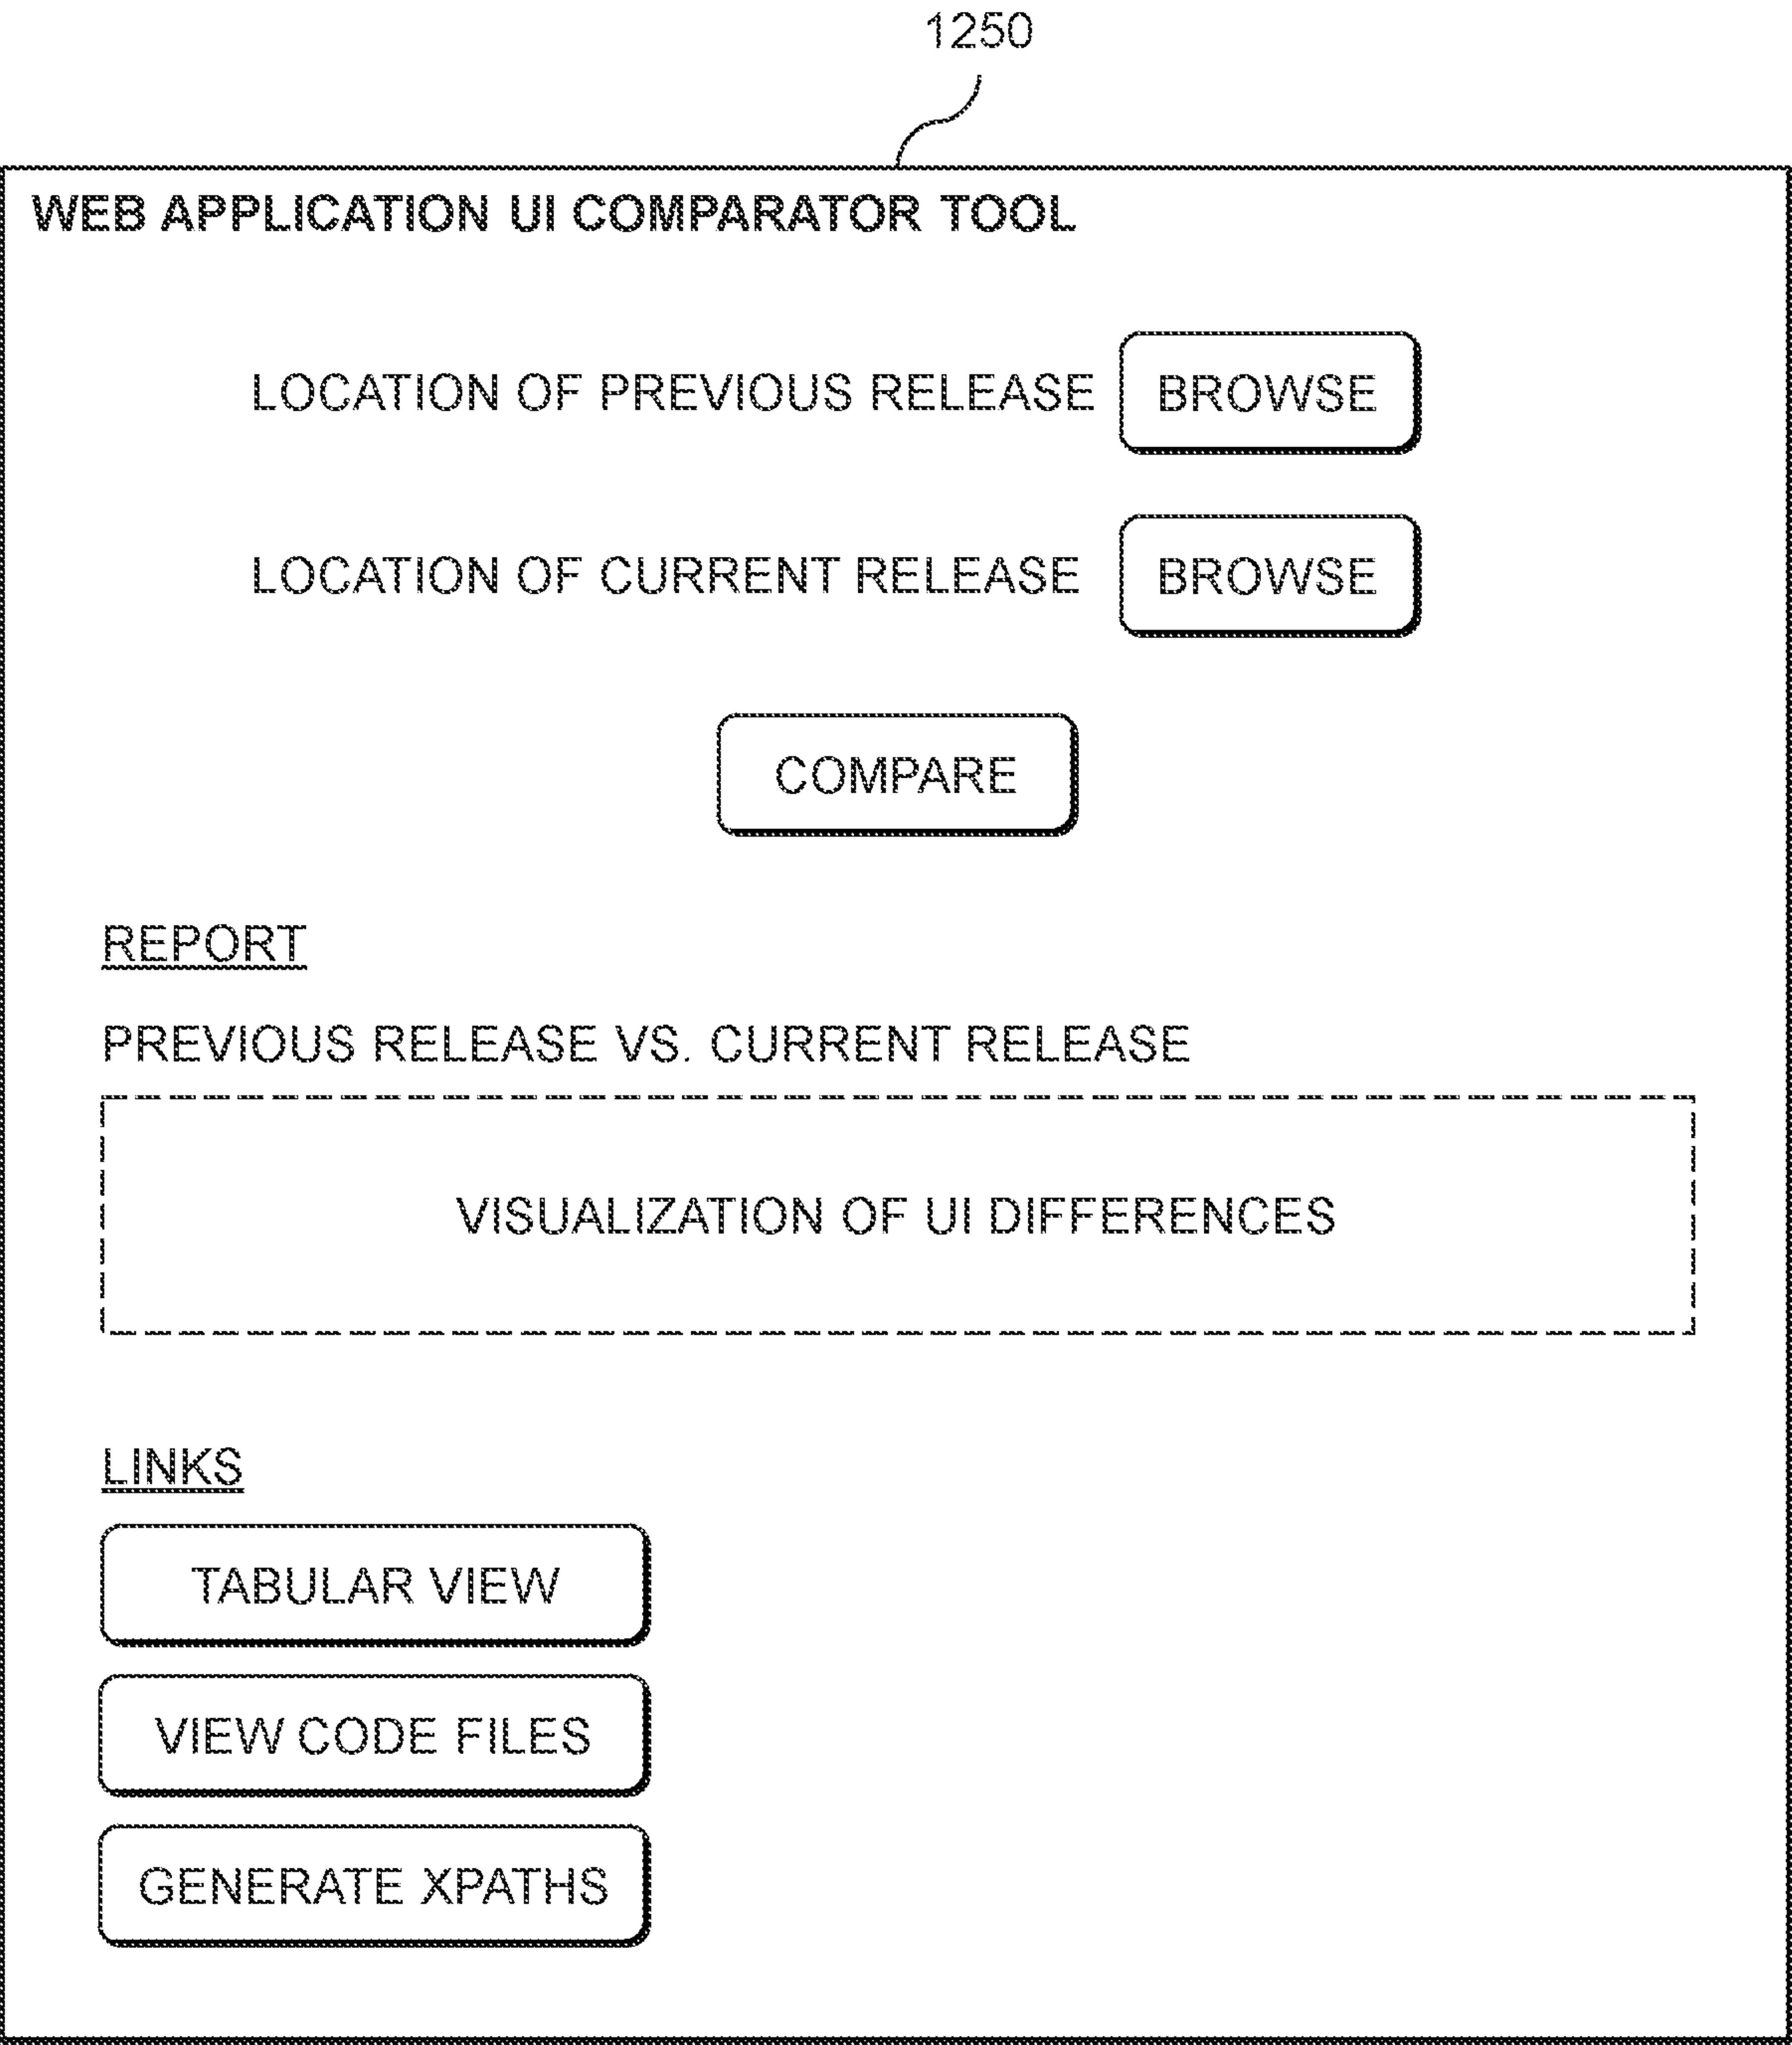 1250
WEB APPLICATION UI COMPARATOR TOOL
LOCATION OF PREVIOUS RELEASE BROWSE
LOCATION OF CURRENT RELEASE BROWSE
COMPARE
REPORT
PREVIOUS RELEASE VS. CURRENT RELEASE
VISUALIZATION OF UI DIFFERENCES
LINKS
TABULAR VIEW
VIEW CODE FILES
GENERATE XPATHS